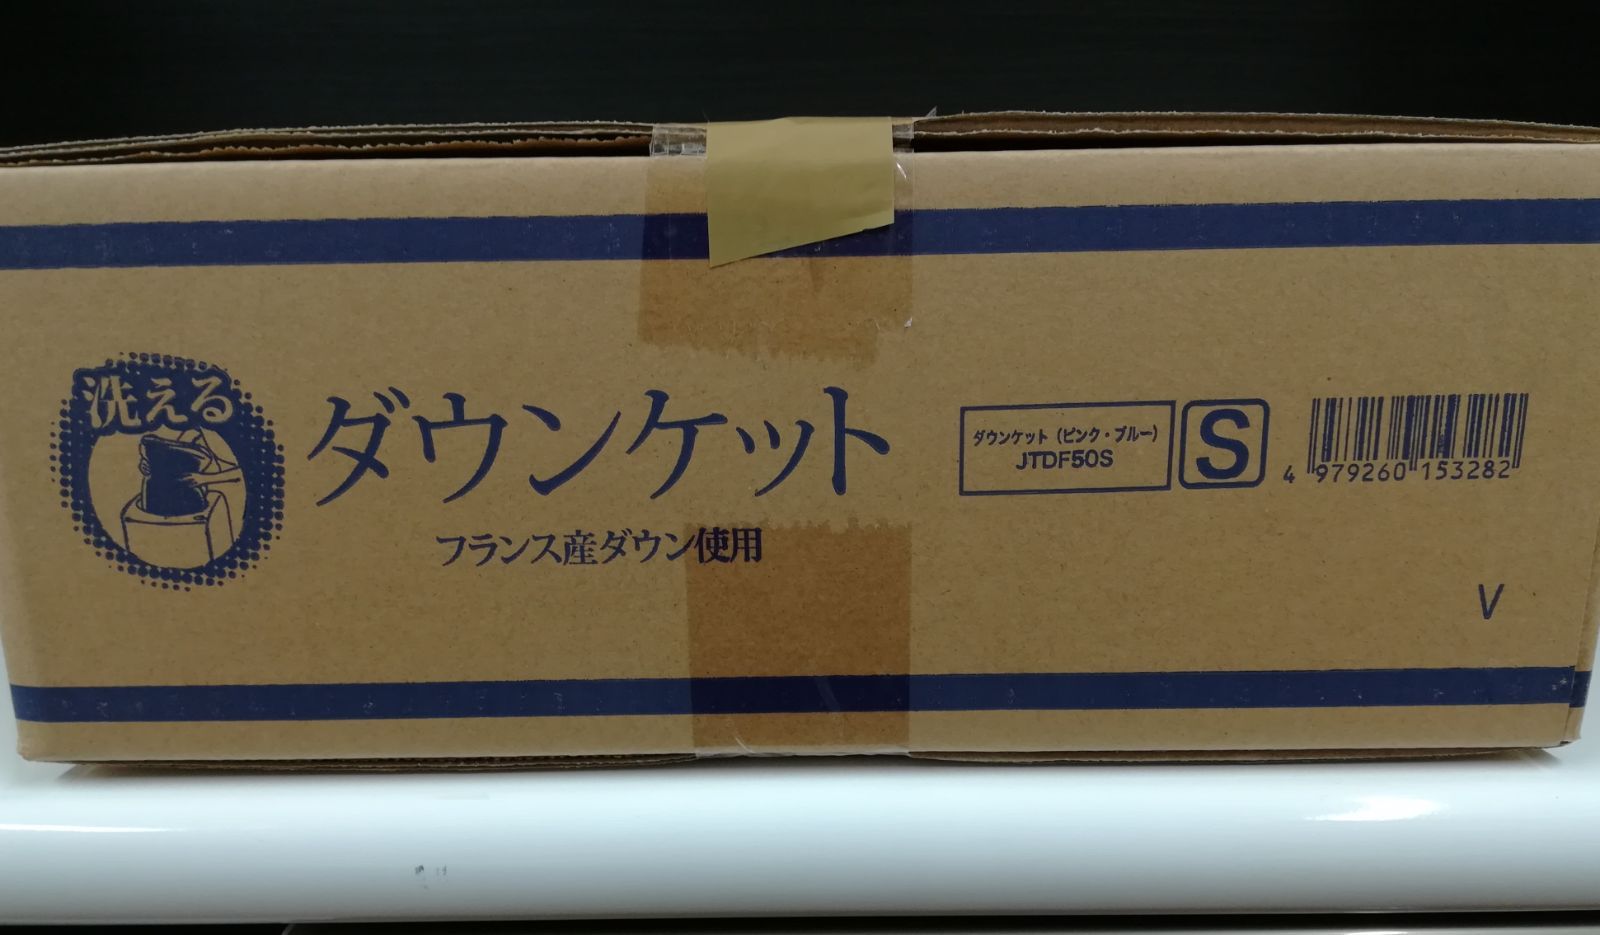 洗える
ダウンケット
フランス産ダウン使用
ダウンケット（ピンク・ブルー）
JTDF50S
S
4 979260 153282
V